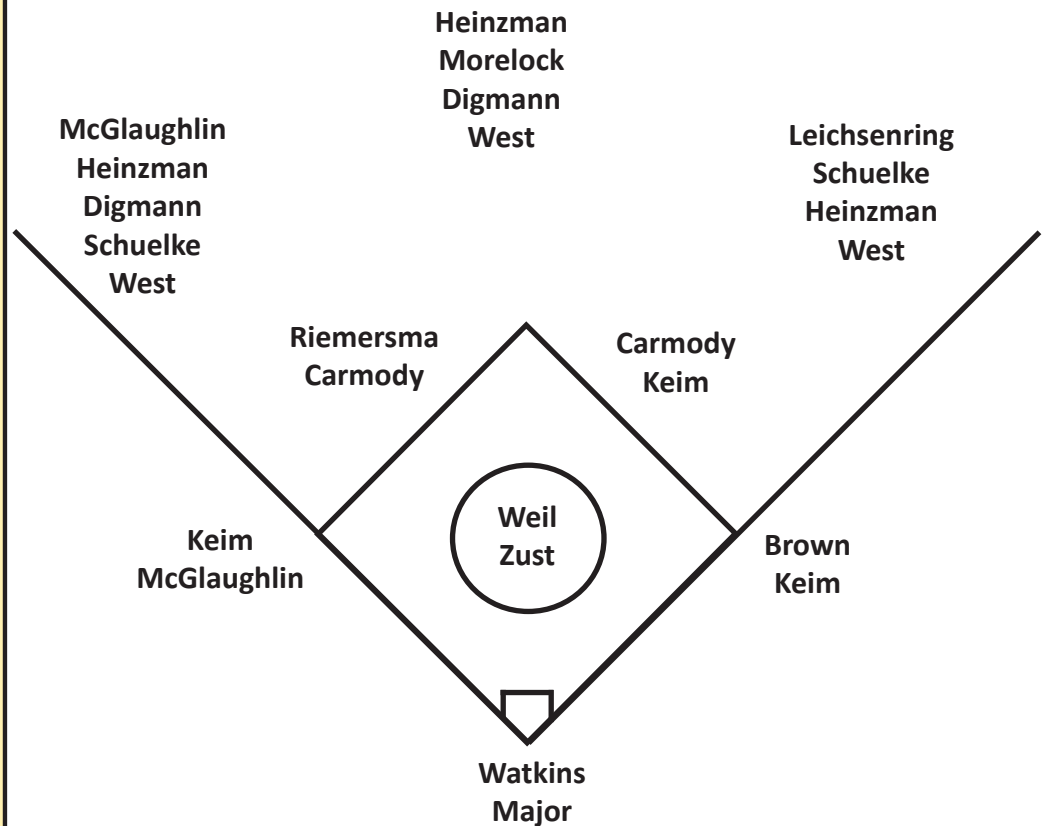 Heinzman
Morelock
Digmann
West
McGlaughlin
Heinzman
Digmann
Schuelke
West
Leichsenring
Schuelke
Heinzman
West
Riemersma
Carmody
Carmody
Keim
Keim
McGlaughlin
Weil
Zust
Brown
Keim
Watkins
Major